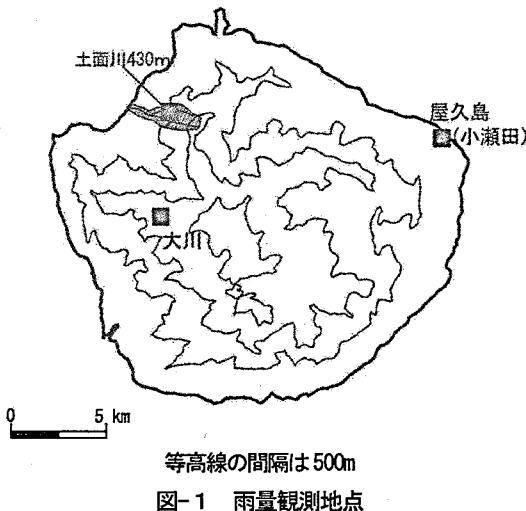 土面川430m
屋久島
(小瀬田)
大川
0 5 km
等高線の間隔は500m
図-1 雨量観測地点